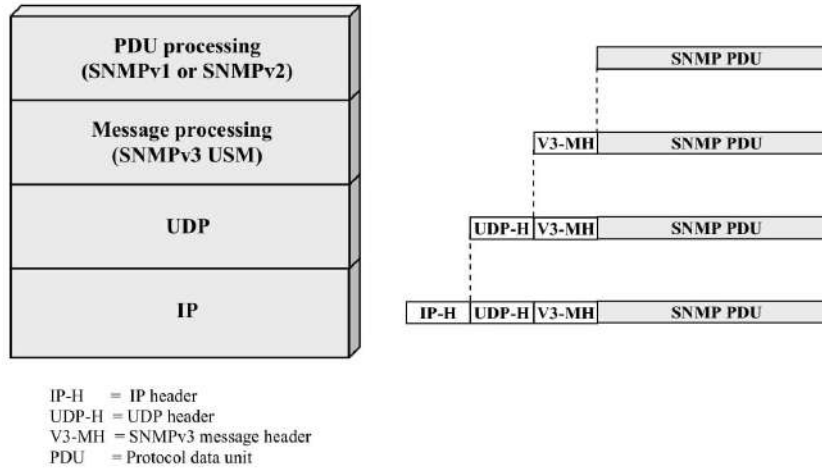 PDU processing
(SNMPv1 or SNMPv2)
SNMP PDU
Message processing
(SNMPv3 USM)
V3-MH SNMP PDU
UDP
UDP-H V3-MH SNMP PDU
IP
IP-H UDP-H V3-MH SNMP PDU
IP-H = IP header
UDP-H = UDP header
V3-MH = SNMPv3 message header
PDU = Protocol data unit